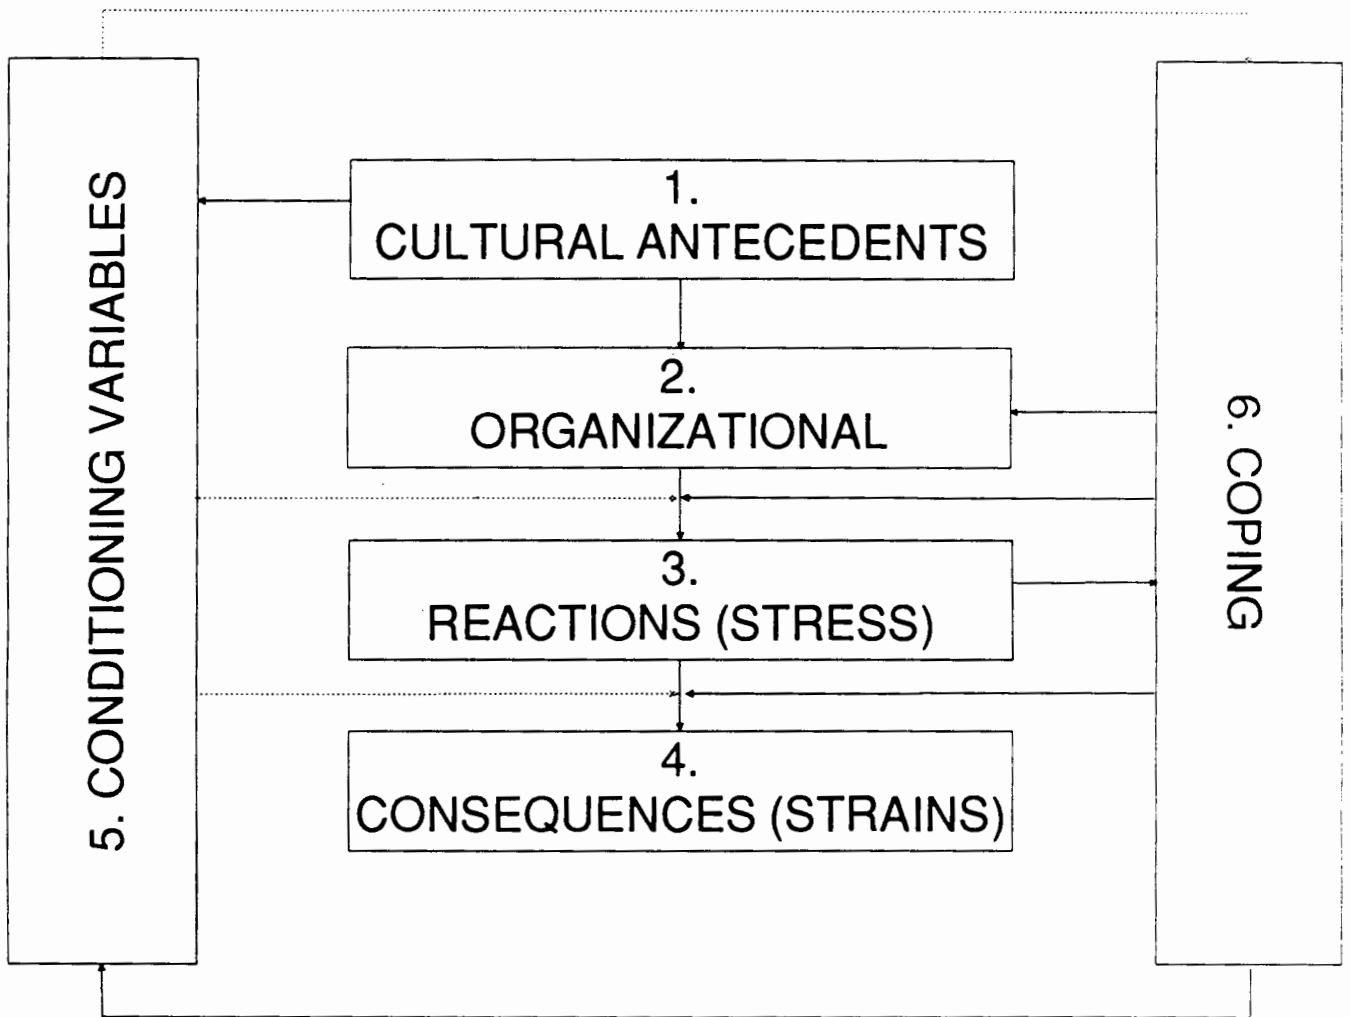 1.
CULTURAL ANTECEDENTS
2.
ORGANIZATIONAL
3.
REACTIONS (STRESS)
4.
CONSEQUENCES (STRAINS)
5. CONDITIONING VARIABLES
6. COPING